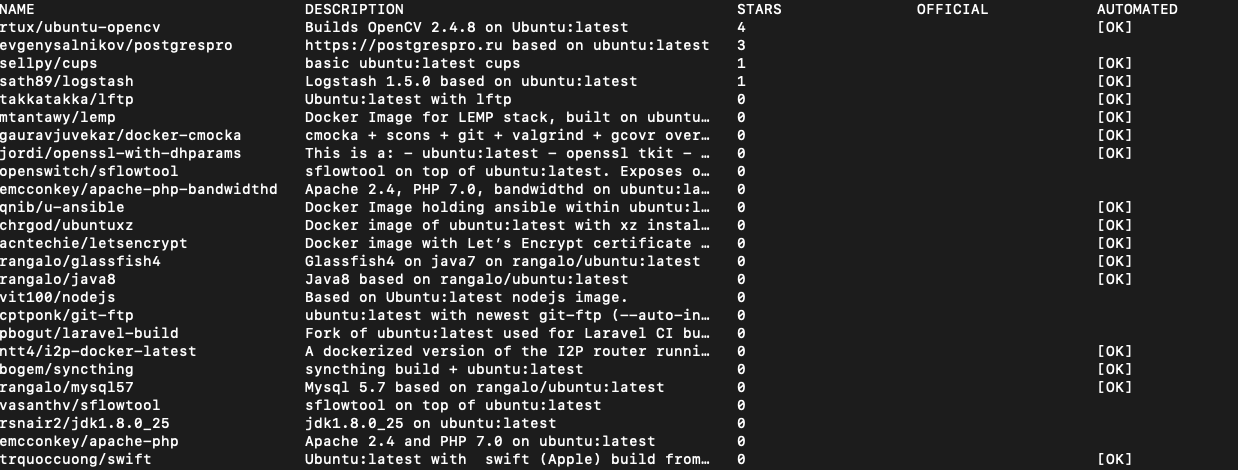 NAME DESCRIPTION STARS OFFICIAL AUTOMATED
rtux/ubuntu-opencv Builds OpenCV 2.4.8 on Ubuntu:latest 4 [OK]
evgenysalnikov/postgrespro https://postgrespro.ru based on ubuntu:latest 3
sellpy/cups basic ubuntu:latest cups 1 [OK]
sath89/logstash Logstash 1.5.0 based on ubuntu:latest 1 [OK]
takkatakka/lftp Ubuntu:latest with lftp 0 [OK]
mtantawy/lemp Docker Image for LEMP stack, built on ubuntu… 0 [OK]
gauravjuvekar/docker-cmocka cmocka + scons + git + valgrind + gcovr over… 0 [OK]
jordi/openssl-with-dhparams This is a: - ubuntu:latest - openssl tkit - … 0 [OK]
openswitch/sflowtool sflowtool on top of ubuntu:latest. Exposes o… 0
emcconkey/apache-php-bandwidthd Apache 2.4, PHP 7.0, bandwidthd on ubuntu:la… 0
qnib/u-ansible Docker Image holding ansible within ubuntu:l… 0 [OK]
chrgod/ubuntuxz Docker image of ubuntu:latest with xz instal… 0 [OK]
acntechie/letsencrypt Docker image with Let's Encrypt certificate … 0 [OK]
rangalo/glassfish4 Glassfish4 on java7 on rangalo/ubuntu:latest 0 [OK]
rangalo/java8 Java8 based on rangalo/ubuntu:latest 0 [OK]
vit100/nodejs Based on Ubuntu:latest nodejs image. 0
cptponk/git-ftp ubuntu:latest with newest git-ftp (--auto-in… 0
pbogut/laravel-build Fork of ubuntu:latest used for Laravel CI bu… 0
ntt4/i2p-docker-latest A dockerized version of the I2P router runni… 0 [OK]
bogem/syncthing syncthing build + ubuntu:latest 0 [OK]
rangalo/mysql57 Mysql 5.7 based on rangalo/ubuntu:latest 0 [OK]
vasanthv/sflowtool sflowtool on top of ubuntu:latest 0
rsnair2/jdk1.8.0_25 jdk1.8.0_25 on ubuntu:latest 0
emcconkey/apache-php Apache 2.4 and PHP 7.0 on ubuntu:latest 0
trquoccuong/swift Ubuntu:latest with  swift (Apple) build from… 0 [OK]